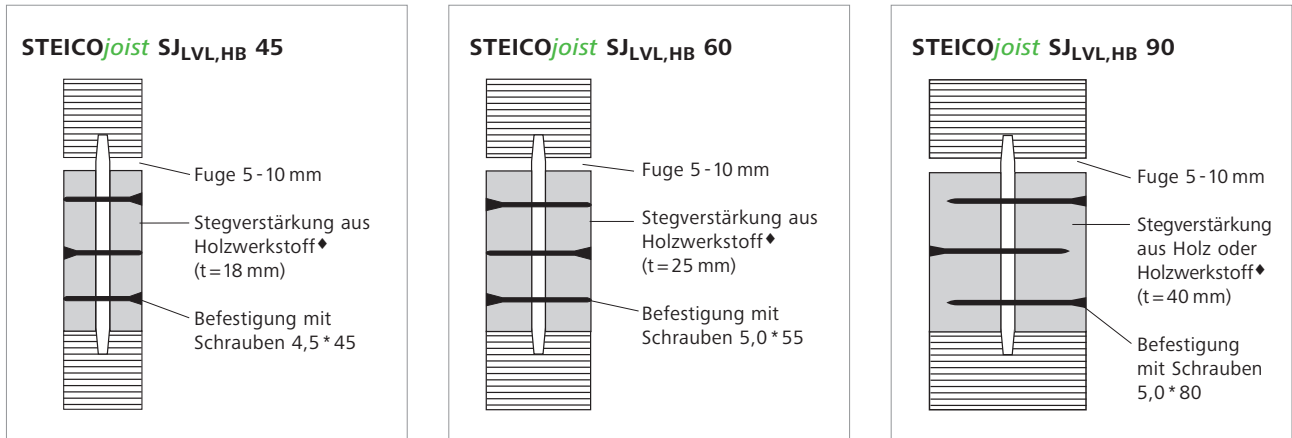 STEICOjoist SJLVL,HB 45
Fuge 5-10 mm
Stegverstärkung aus
Holzwerkstoff♦
(t=18 mm)
Befestigung mit
Schrauben 4,5*45
STEICOjoist SJLVL,HB 60
Fuge 5-10 mm
Stegverstärkung aus
Holzwerkstoff♦
(t=25 mm)
Befestigung mit
Schrauben 5,0*55
STEICOjoist SJLVL,HB 90
Fuge 5-10 mm
Stegverstärkung
aus Holz oder
Holzwerkstoff♦
(t=40 mm)
Befestigung
mit Schrauben
5,0*80